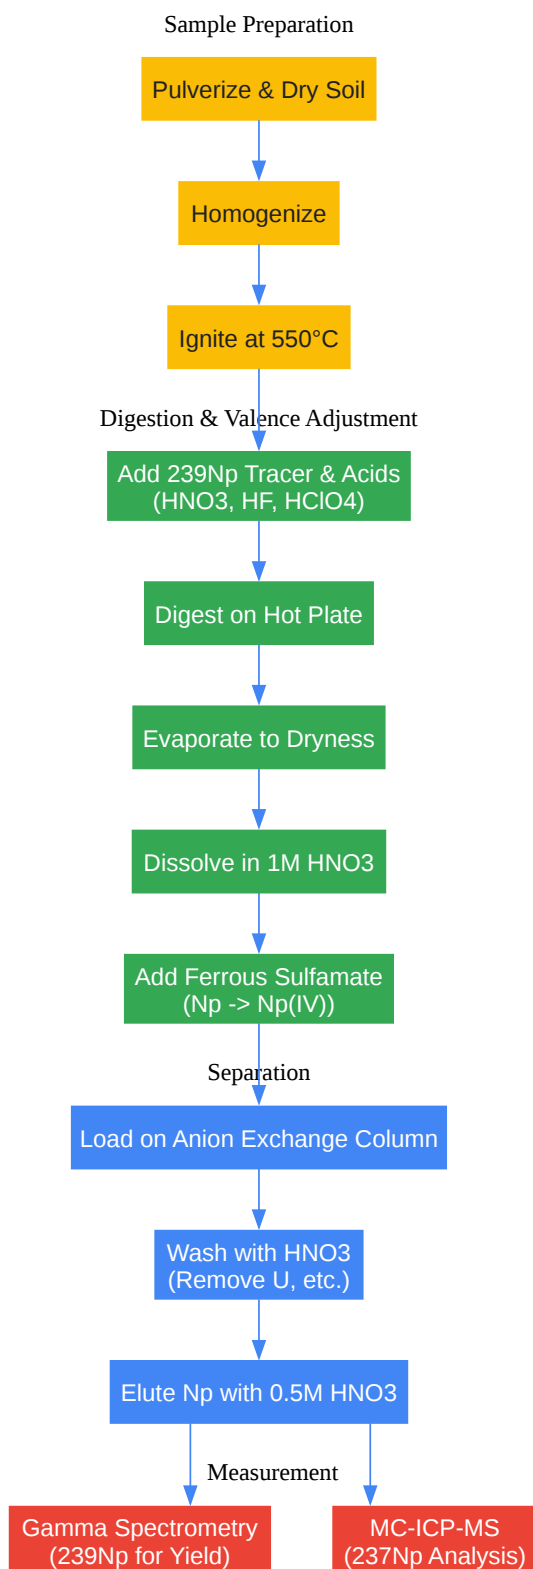 Sample Preparation
Pulverize & Dry Soil
Homogenize
Ignite at 550°C
Digestion & Valence Adjustment
Add 239Np Tracer & Acids
(HNO3, HF, HClO4)
Digest on Hot Plate
Evaporate to Dryness
Dissolve in 1M HNO3
Add Ferrous Sulfamate
(Np -> Np(IV))
Separation
Load on Anion Exchange Column
Wash with HNO3
(Remove U, etc.)
Elute Np with 0.5M HNO3
Measurement
Gamma Spectrometry
(239Np for Yield)
MC-ICP-MS
(237Np Analysis)